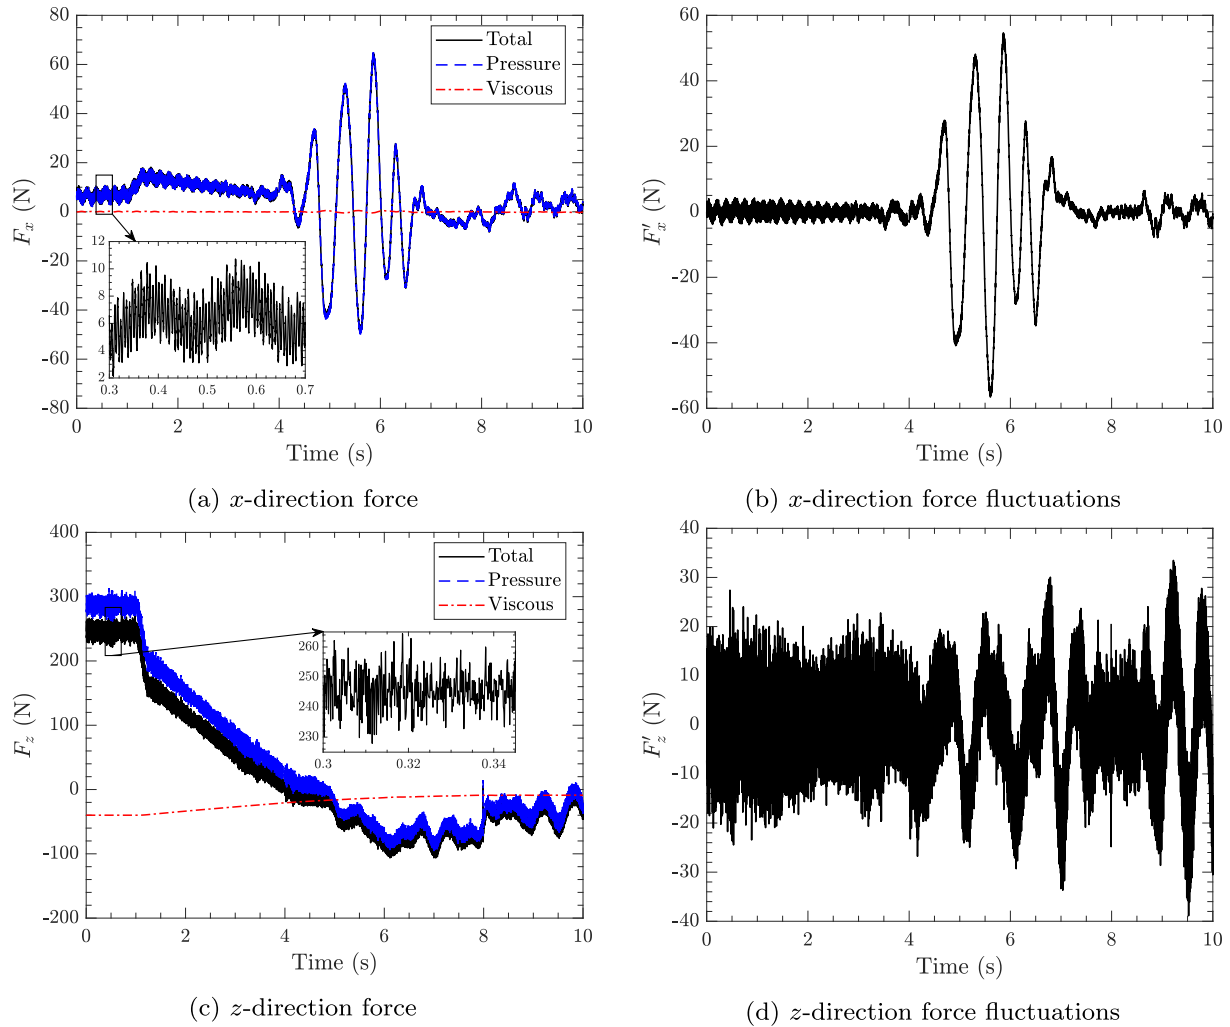 80
60
40
20
0
-20
-40
-60
-80
F_x (N)
Total
Pressure
Viscous
12
10
8
6
4
2
0.3 0.4 0.5 0.6 0.7
0 2 4 6 8 10
Time (s)
(a) x-direction force
60
40
20
0
-20
-40
-60
F′_x (N)
0 2 4 6 8 10
Time (s)
(b) x-direction force fluctuations
400
300
200
100
0
-100
-200
F_z (N)
Total
Pressure
Viscous
260
250
240
230
0.3 0.32 0.34
0 2 4 6 8 10
Time (s)
(c) z-direction force
40
30
20
10
0
-10
-20
-30
-40
F′_z (N)
0 2 4 6 8 10
Time (s)
(d) z-direction force fluctuations